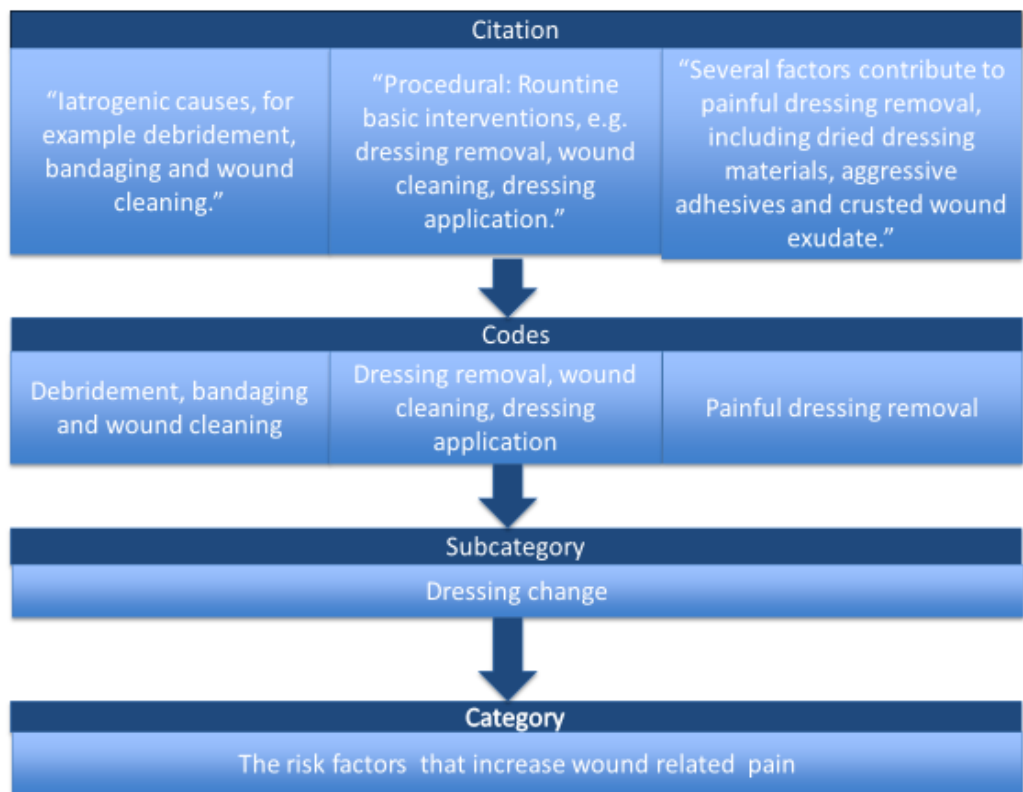 Citation
“Iatrogenic causes, for
example debridement,
bandaging and wound
cleaning.”
“Procedural: Rountine
basic interventions, e.g.
dressing removal, wound
cleaning, dressing
application.”
“Several factors contribute to
painful dressing removal,
including dried dressing
materials, aggressive
adhesives and crusted wound
exudate.”
Codes
Debridement, bandaging
and wound cleaning
Dressing removal, wound
cleaning, dressing
application
Painful dressing removal
Subcategory
Dressing change
Category
The risk factors that increase wound related pain